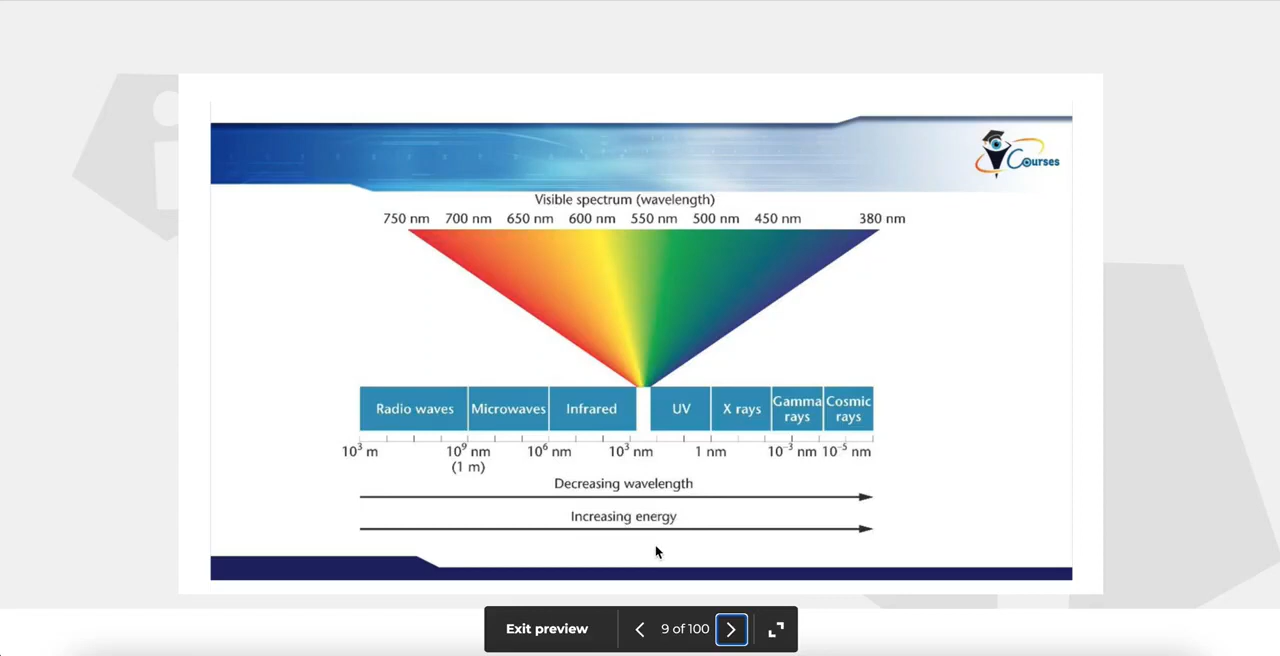 Courses
Visible spectrum (wavelength)
750 nm 700 nm 650 nm 600 nm 550 nm 500 nm 450 nm 380 nm
Radio waves Microwaves Infrared UV X rays Gamma rays Cosmic rays
10³ m 10⁹ nm (1 m) 10⁶ nm 10³ nm 1 nm 10⁻³ nm 10⁻⁵ nm
Decreasing wavelength
Increasing energy
Exit preview 9 of 100